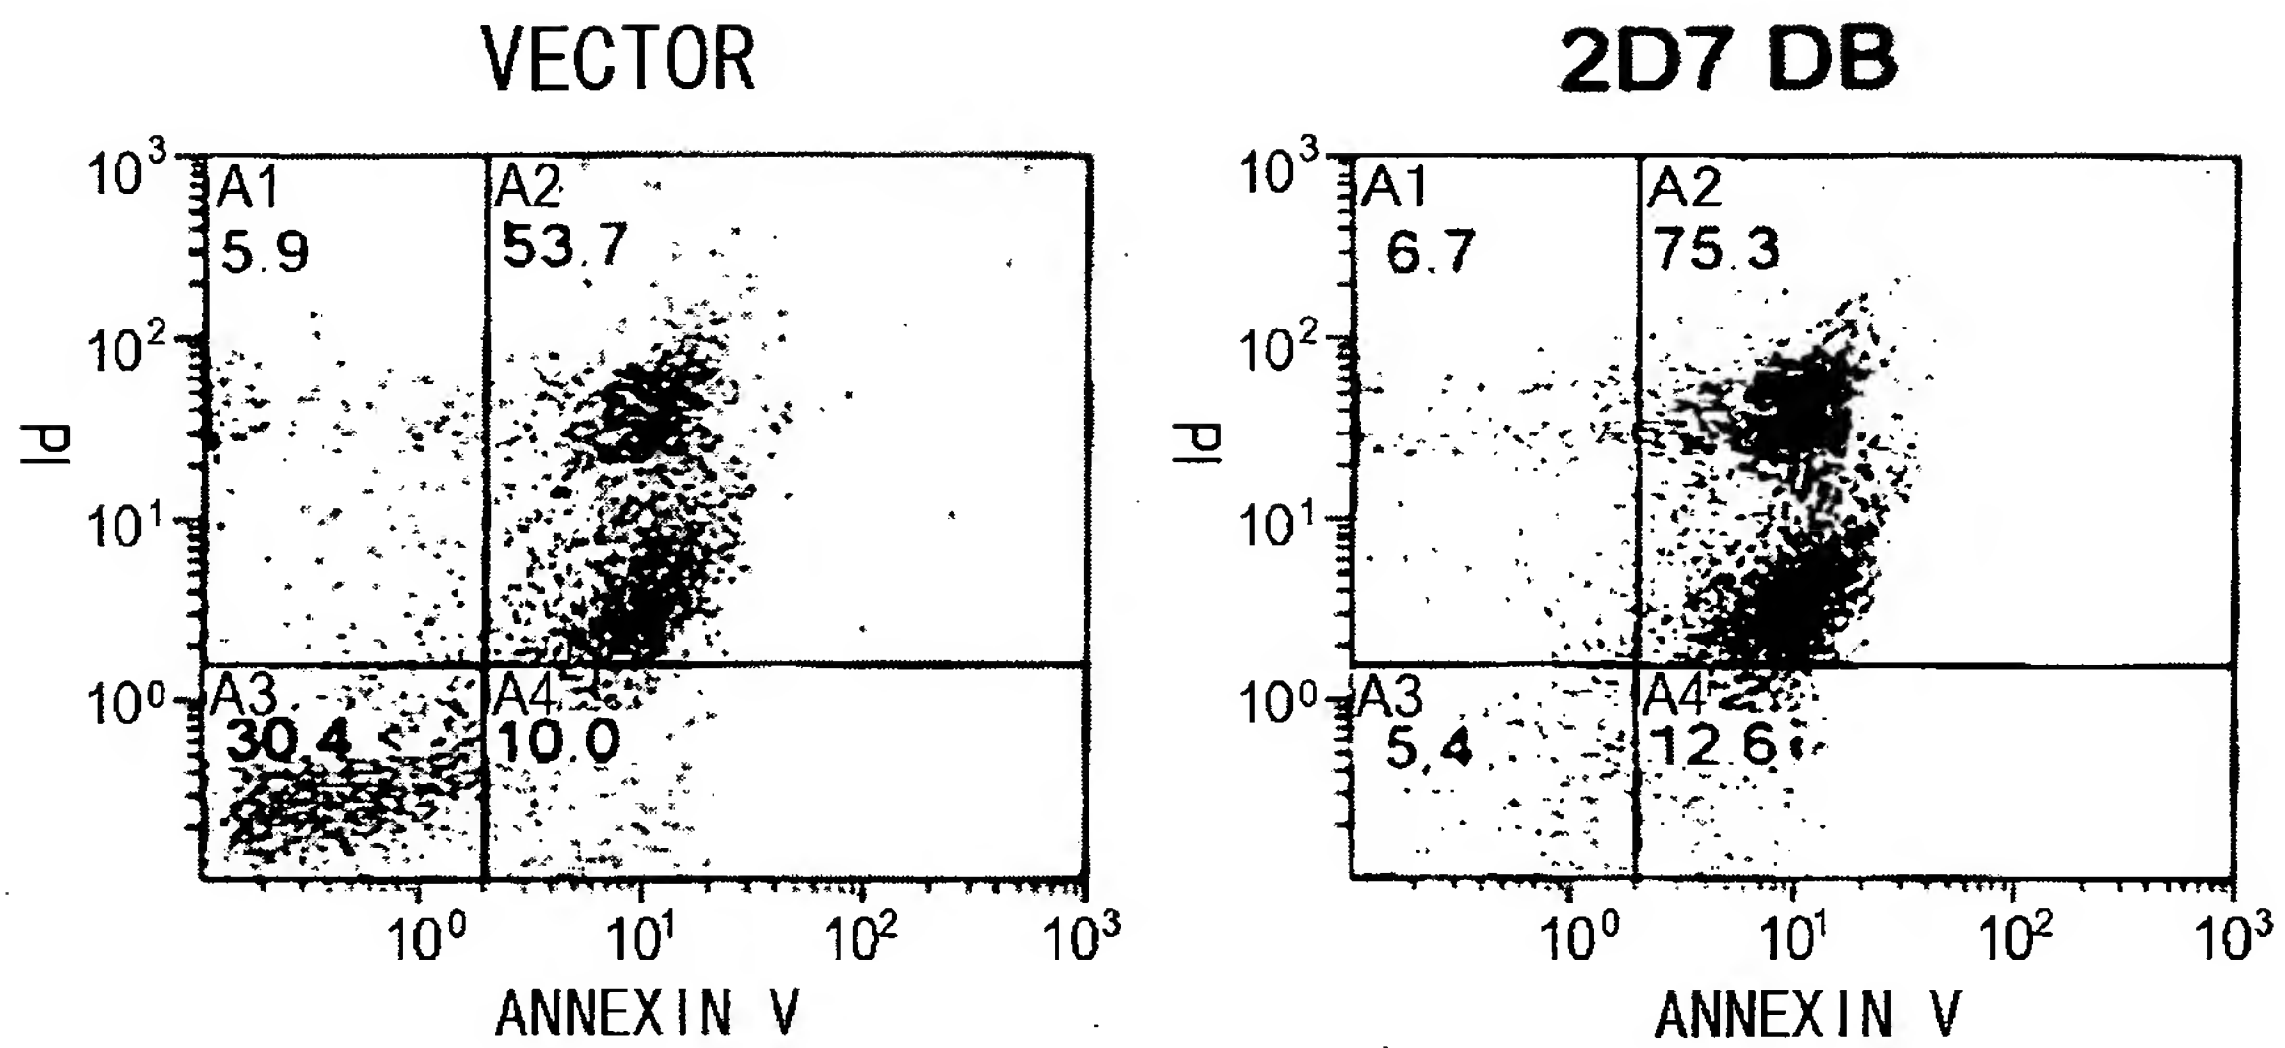 VECTOR
10³
A1
5.9
A2
53.7
10²
PI
10¹
10⁰
A3
30.4
A4
10.0
10⁰ 10¹ 10² 10³
ANNEXIN V
2D7 DB
10³
A1
6.7
A2
75.3
10²
PI
10¹
10⁰
A3
5.4
A4
12.6
10⁰ 10¹ 10² 10³
ANNEXIN V